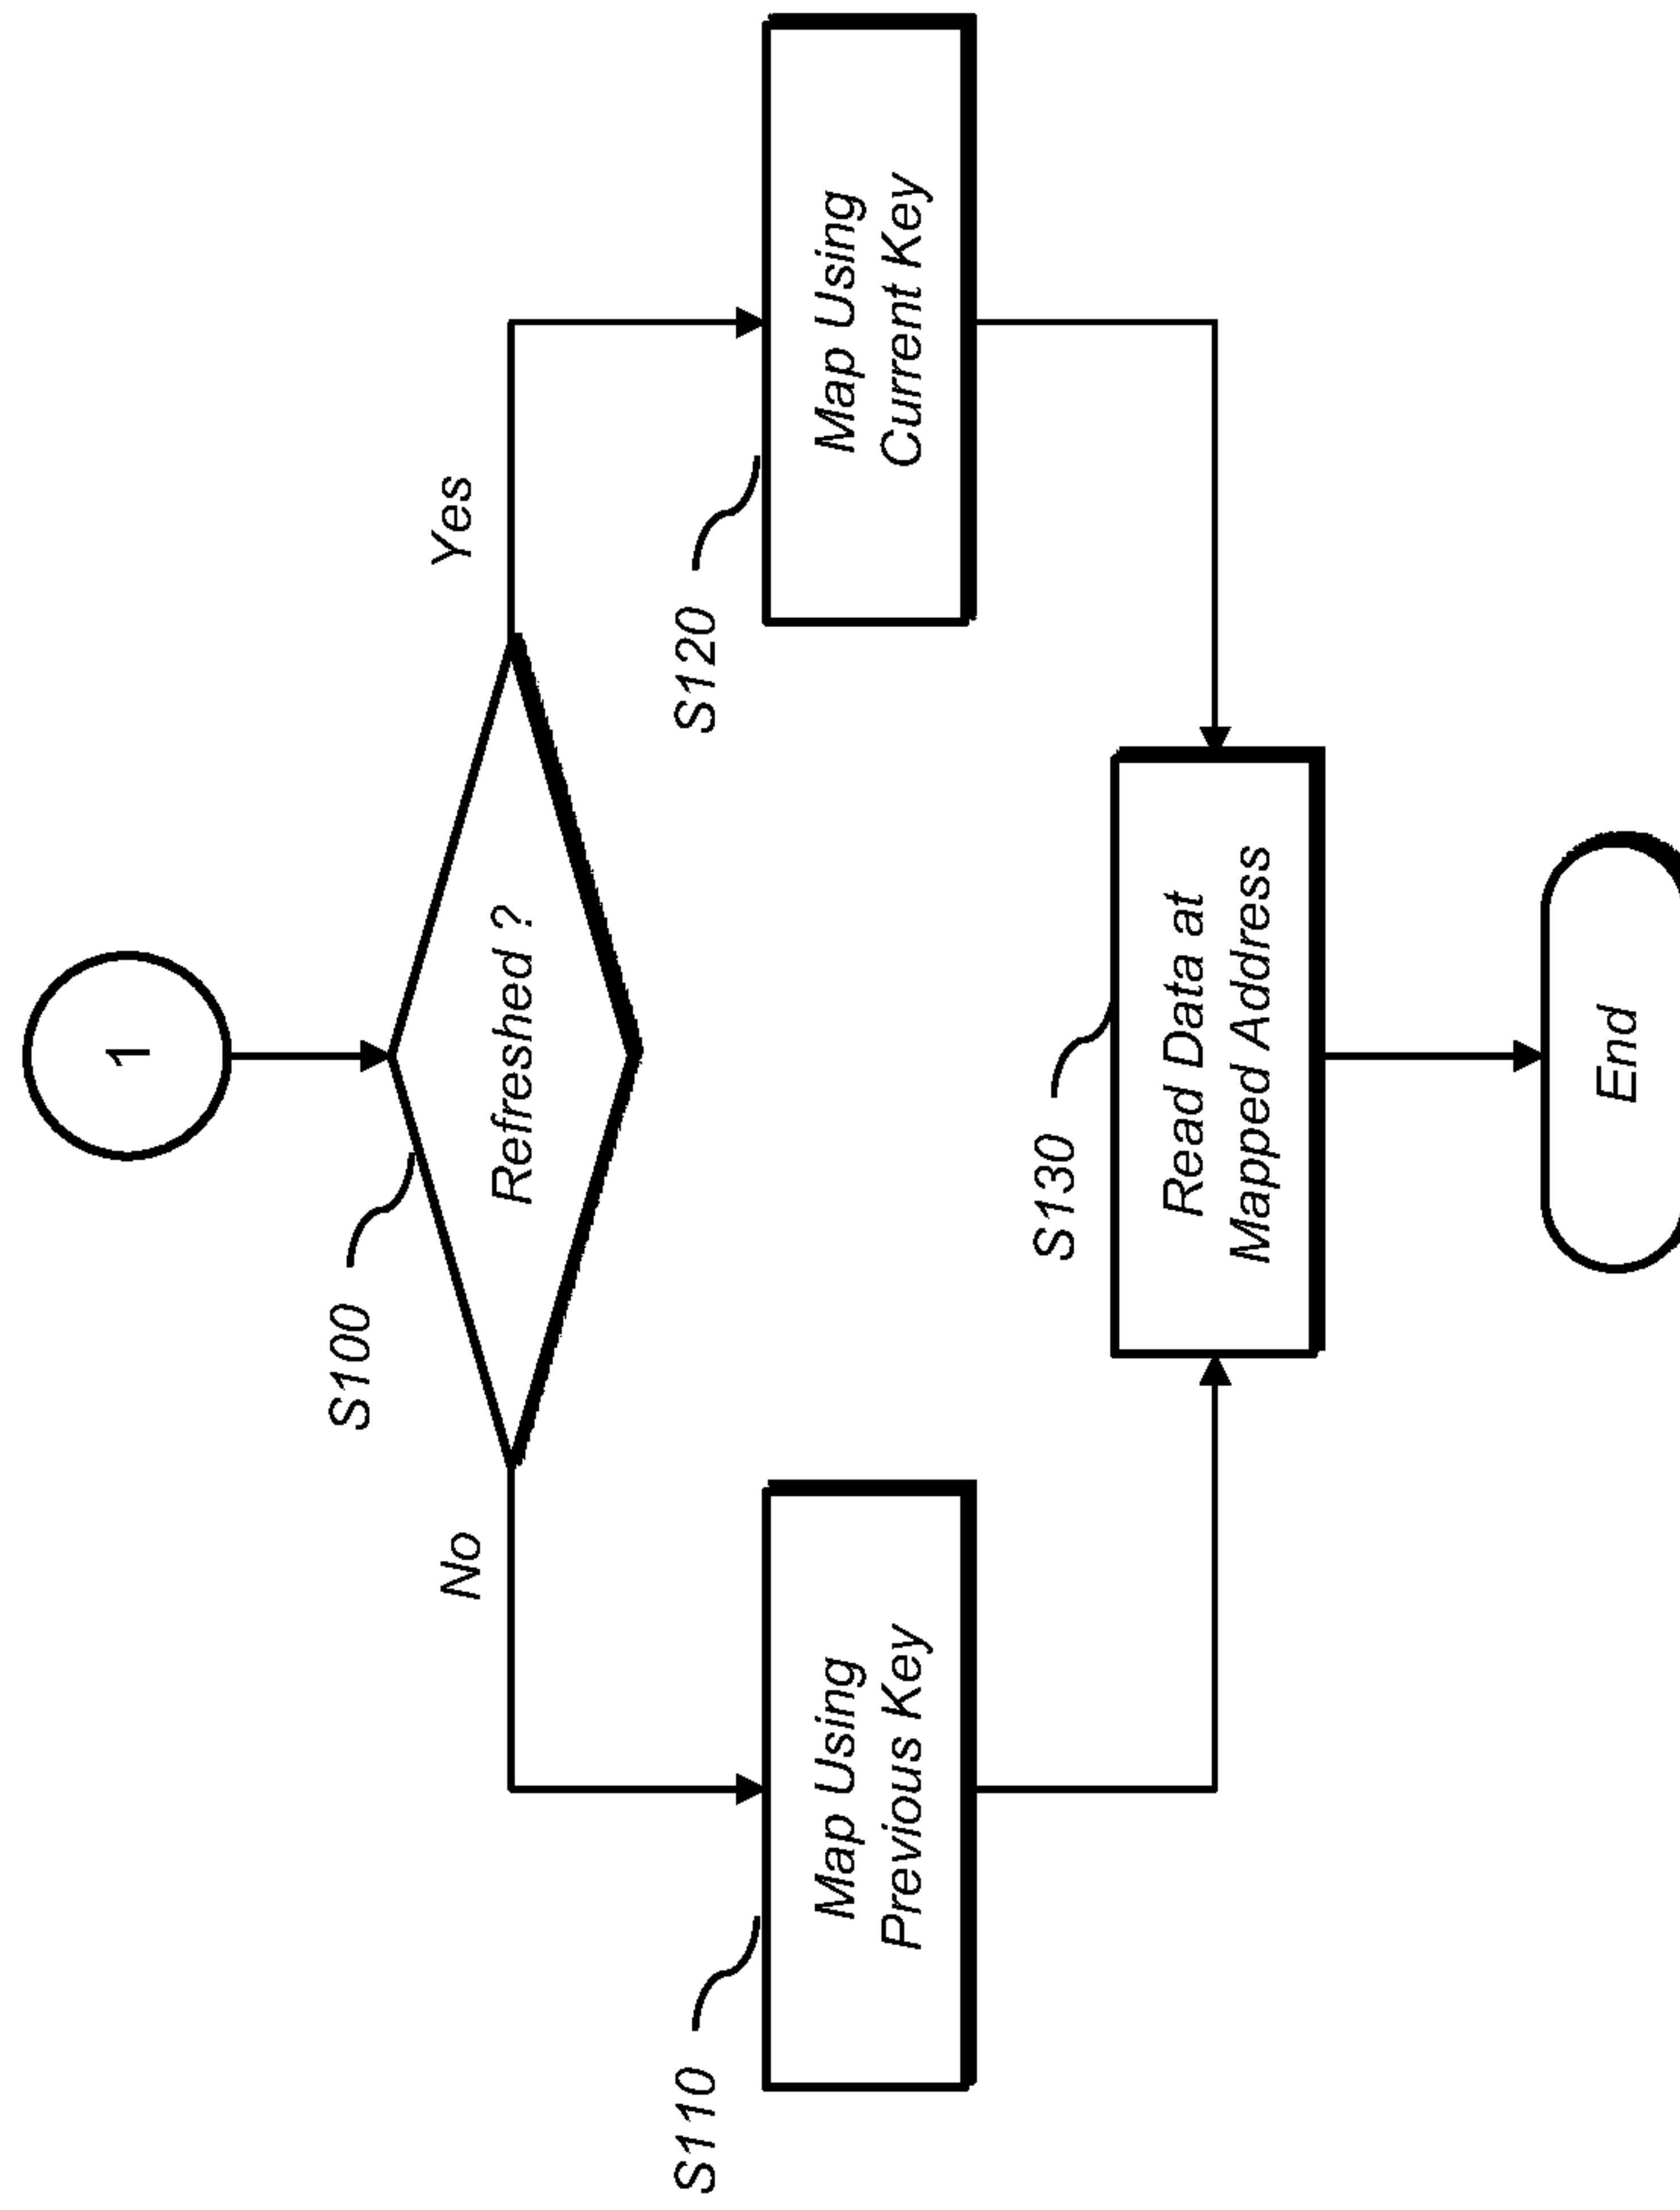 1
S100
Refreshed ?
No
Yes
S110
Map Using
Previous Key
S120
Map Using
Current Key
S130
Read Data at
Mapped Address
End